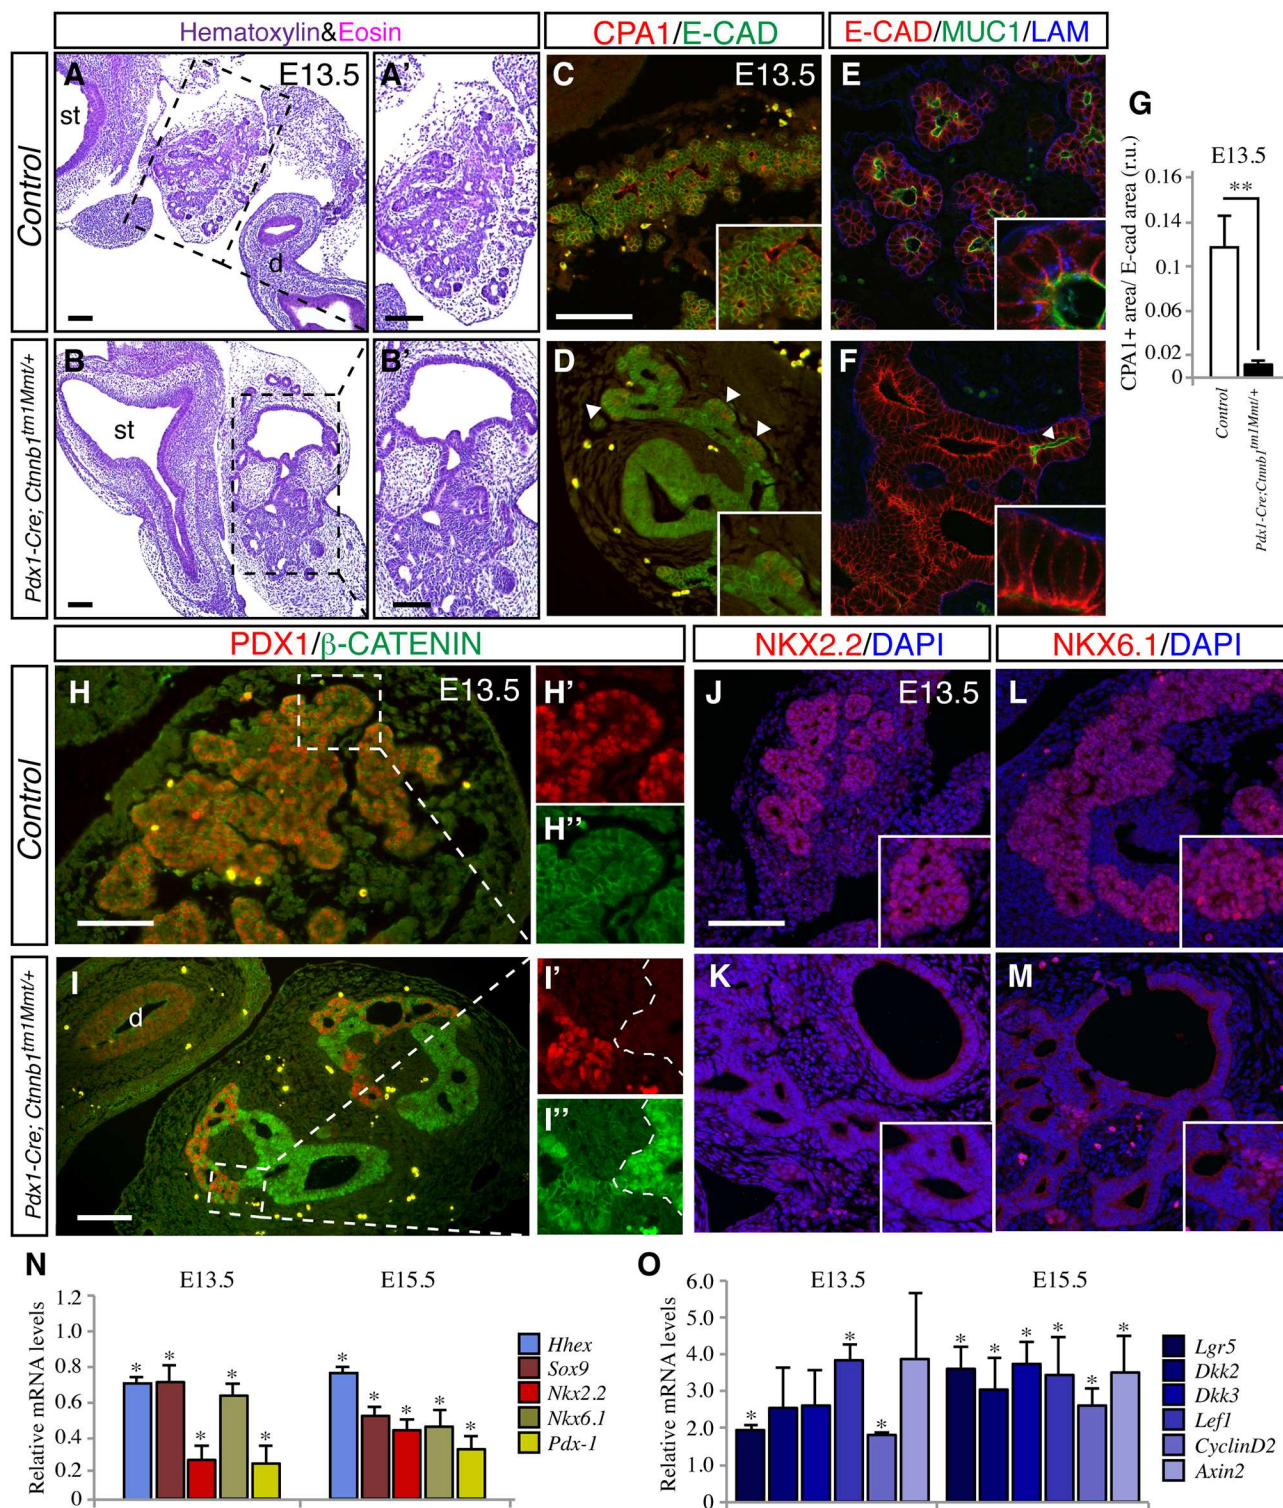 Hematoxylin&Eosin
CPA1/E-CAD
E-CAD/MUC1/LAM
Control
A
st
d
A'
C
E13.5
E
G
E13.5
**
CPA1+ area/ E-cad area (r.u.)
0.16
0.14
0.1
0.06
0.02
0
Control
Pdx1-Cre;Ctnnb1tm1Mmt/+
Pdx1-Cre; Ctnnb1tm1Mmt/+
B
st
B'
D
F
PDX1/β-CATENIN
NKX2.2/DAPI
NKX6.1/DAPI
Control
H
E13.5
H'
H''
J
E13.5
L
Pdx1-Cre; Ctnnb1tm1Mmt/+
I
d
I'
I''
K
M
N
E13.5
E15.5
Relative mRNA levels
1.2
1.0
0.8
0.6
0.4
0.2
0
* * * * *
* * * * *
Hhex
Sox9
Nkx2.2
Nkx6.1
Pdx-1
O
E13.5
E15.5
Relative mRNA levels
6.0
5.0
4.0
3.0
2.0
1.0
0
* * *
* * * * * *
Lgr5
Dkk2
Dkk3
Lef1
CyclinD2
Axin2